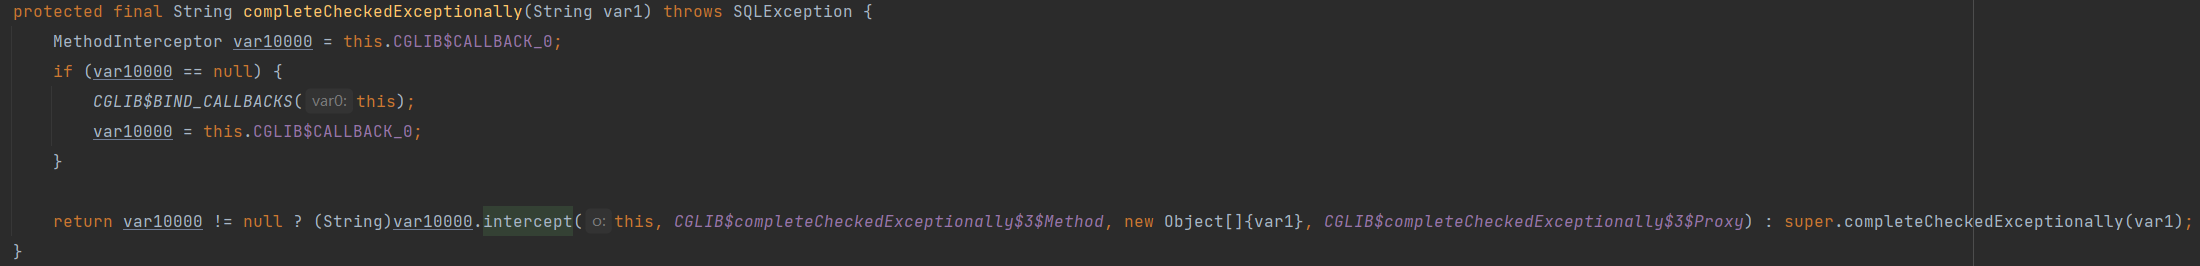 protected final String completeCheckedExceptionally(String var1) throws SQLException {
MethodInterceptor var10000 = this.CGLIB$CALLBACK_0;
if (var10000 == null) {
CGLIB$BIND_CALLBACKS( var0: this);
var10000 = this.CGLIB$CALLBACK_0;
}
return var10000 != null ? (String)var10000.intercept( o: this, CGLIB$completeCheckedExceptionally$3$Method, new Object[]{var1}, CGLIB$completeCheckedExceptionally$3$Proxy) : super.completeCheckedExceptionally(var1);
}